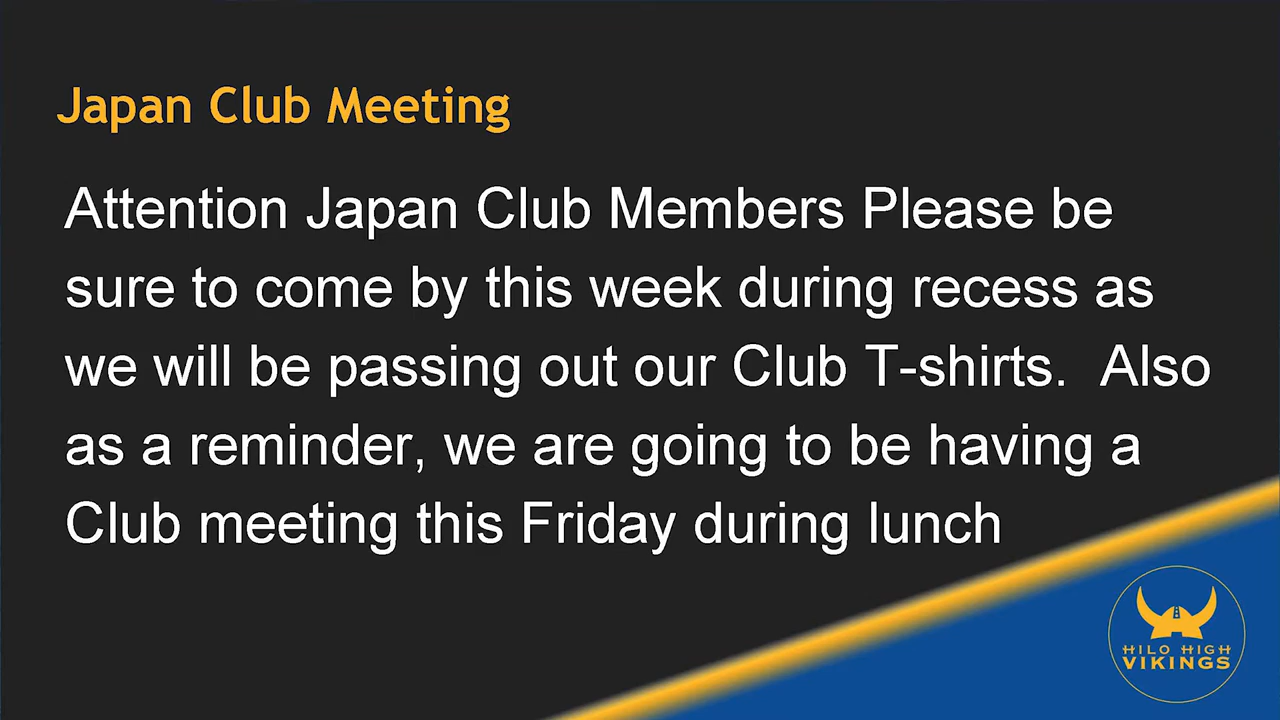 Japan Club Meeting
Attention Japan Club Members Please be
sure to come by this week during recess as
we will be passing out our Club T-shirts.  Also
as a reminder, we are going to be having a
Club meeting this Friday during lunch
HILO HIGH
VIKINGS